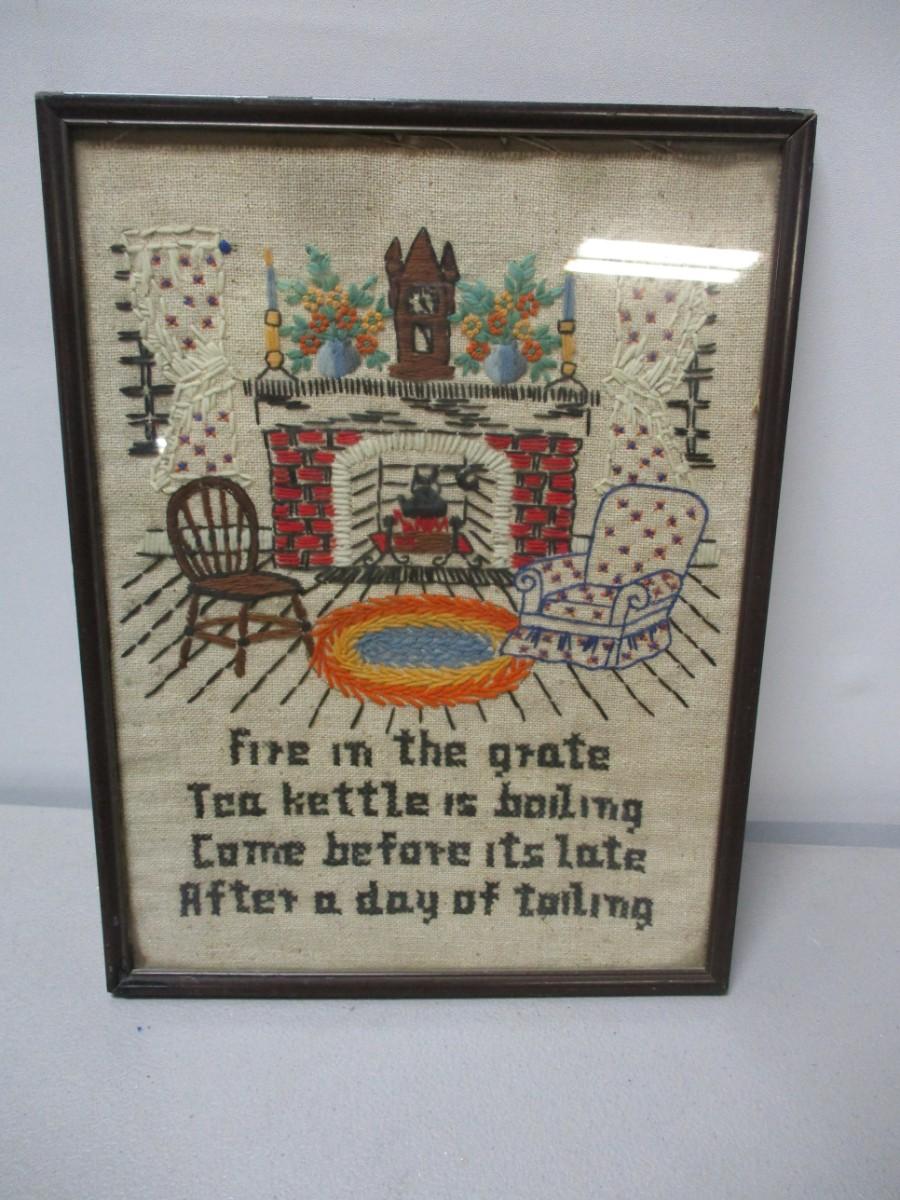 Fire in the grate
Tea kettle is boiling
Come before its late
After a day of toiling